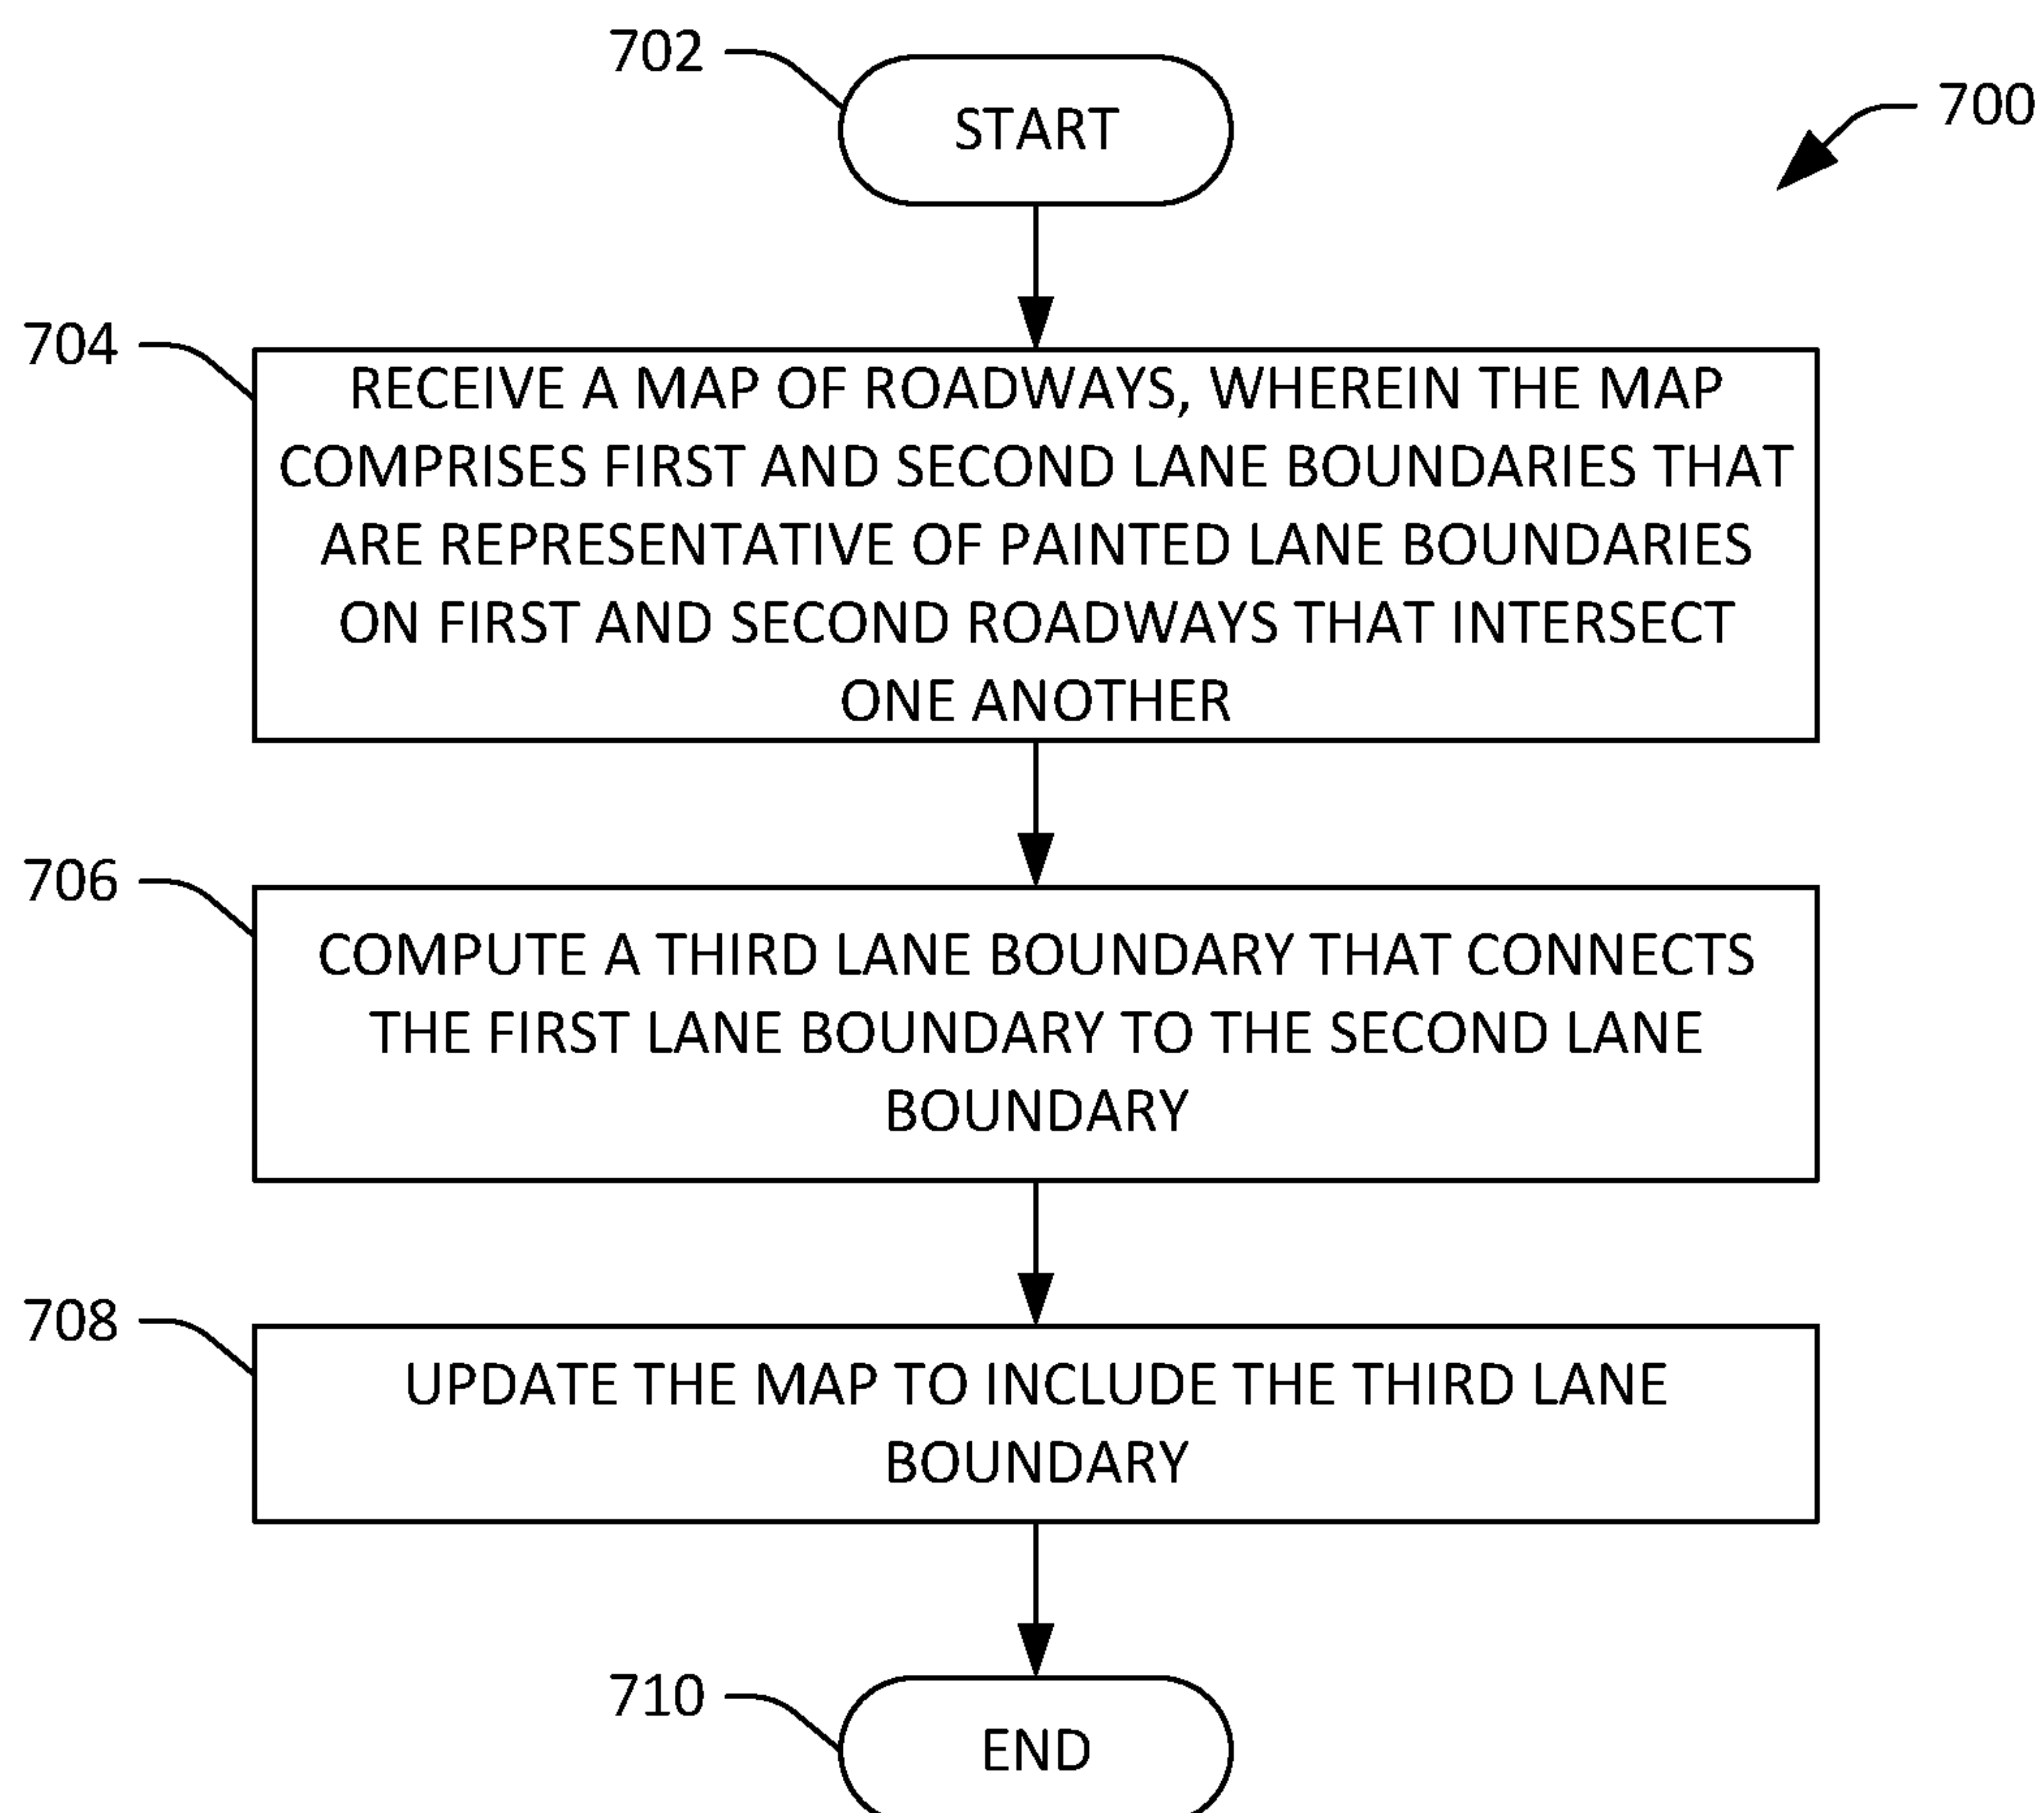 702
START
700
704
RECEIVE A MAP OF ROADWAYS, WHEREIN THE MAP
COMPRISES FIRST AND SECOND LANE BOUNDARIES THAT
ARE REPRESENTATIVE OF PAINTED LANE BOUNDARIES
ON FIRST AND SECOND ROADWAYS THAT INTERSECT
ONE ANOTHER
706
COMPUTE A THIRD LANE BOUNDARY THAT CONNECTS
THE FIRST LANE BOUNDARY TO THE SECOND LANE
BOUNDARY
708
UPDATE THE MAP TO INCLUDE THE THIRD LANE
BOUNDARY
710
END